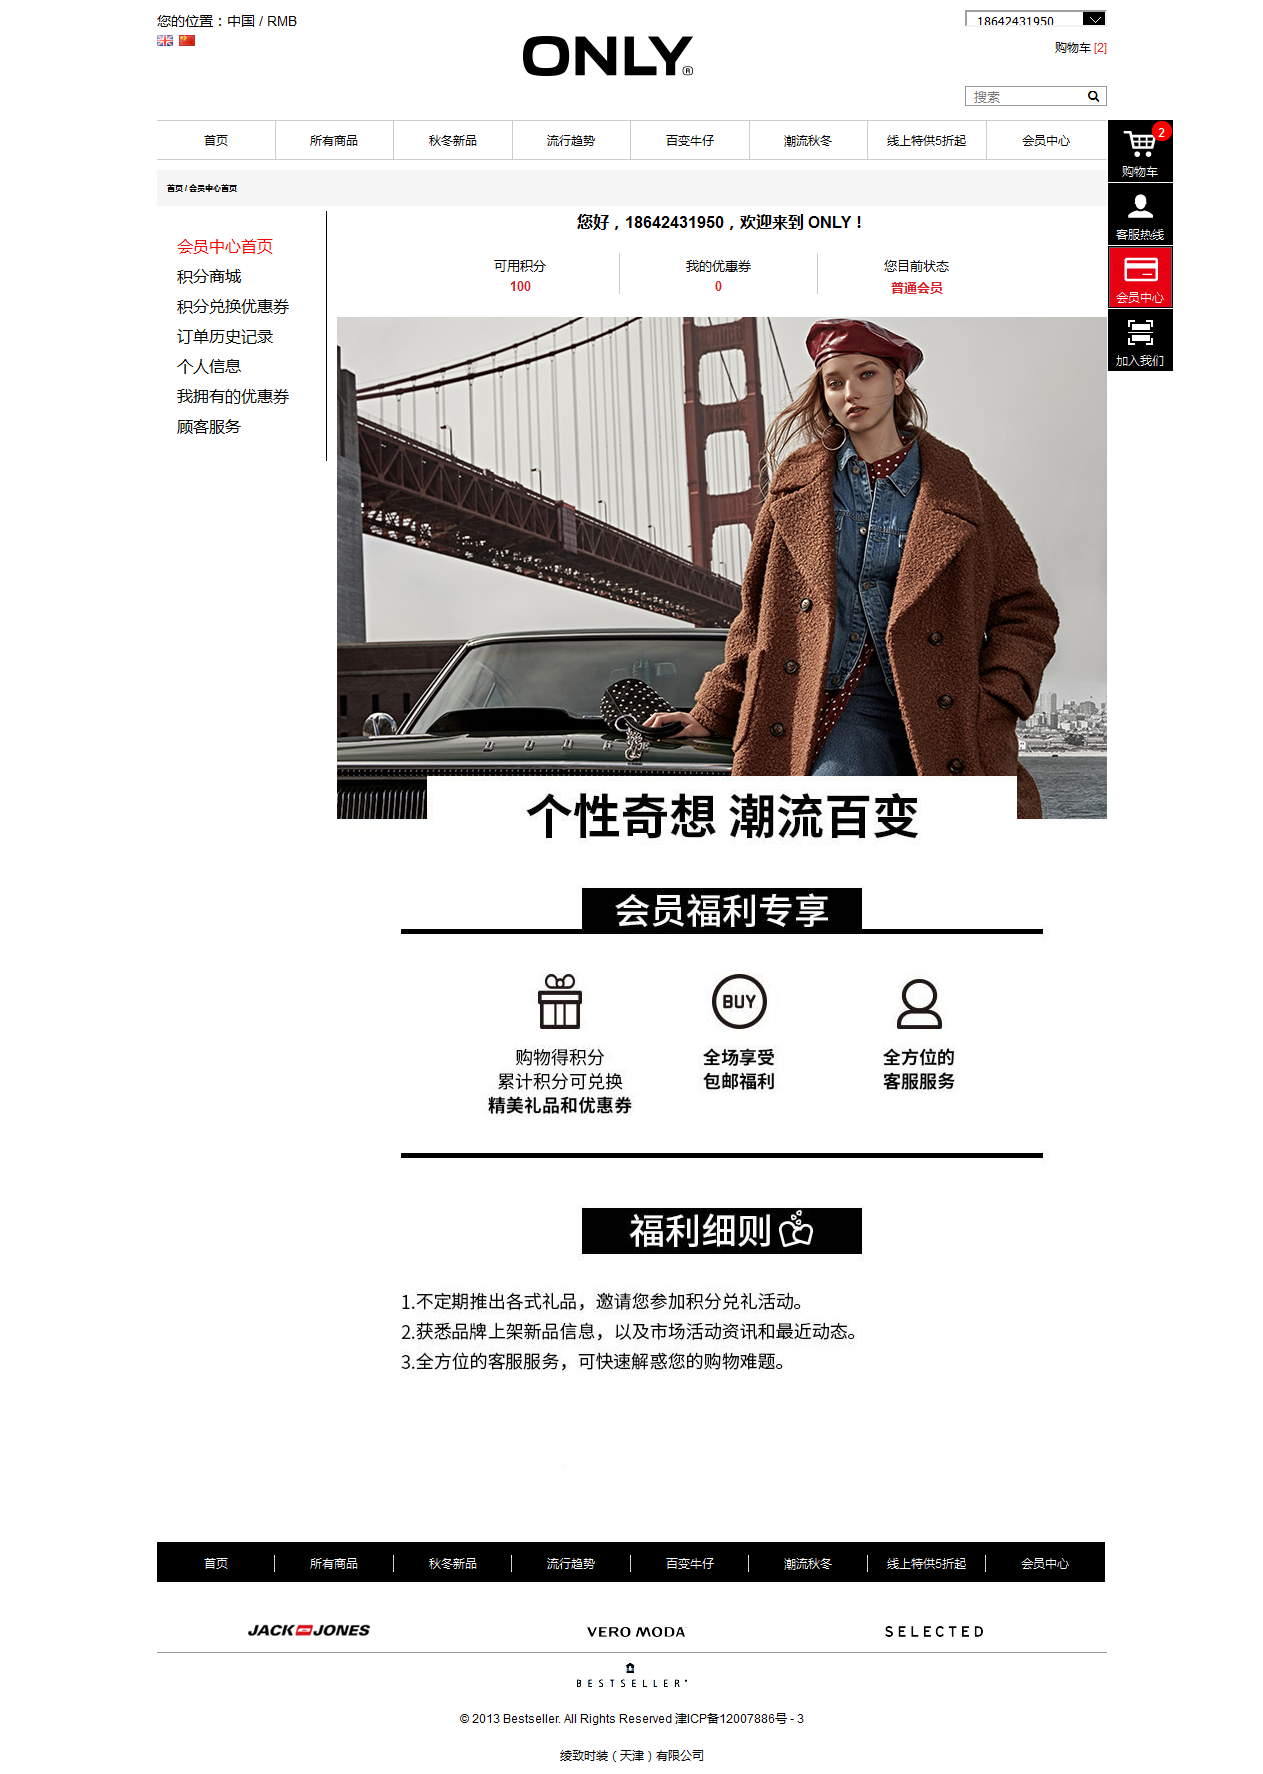 您的位置：中国 / RMB
18642431950
购物车 [2]
ONLY®
搜索
首页
所有商品
秋冬新品
流行趋势
百变牛仔
潮流秋冬
线上特供5折起
会员中心
2
购物车
客服热线
会员中心
加入我们
首页 / 会员中心首页
会员中心首页
积分商城
积分兑换优惠券
订单历史记录
个人信息
我拥有的优惠券
顾客服务
您好，18642431950，欢迎来到 ONLY！
可用积分
100
我的优惠券
0
您目前状态
普通会员
DODGE
个性奇想 潮流百变
会员福利专享
购物得积分
累计积分可兑换
精美礼品和优惠券
BUY
全场享受
包邮福利
全方位的
客服服务
福利细则
1.不定期推出各式礼品，邀请您参加积分兑礼活动。
2.获悉品牌上架新品信息，以及市场活动资讯和最近动态。
3.全方位的客服服务，可快速解惑您的购物难题。
首页
所有商品
秋冬新品
流行趋势
百变牛仔
潮流秋冬
线上特供5折起
会员中心
JACK JONES
VERO MODA
SELECTED
BESTSELLER
© 2013 Bestseller. All Rights Reserved 津ICP备12007886号 - 3
绫致时装（天津）有限公司